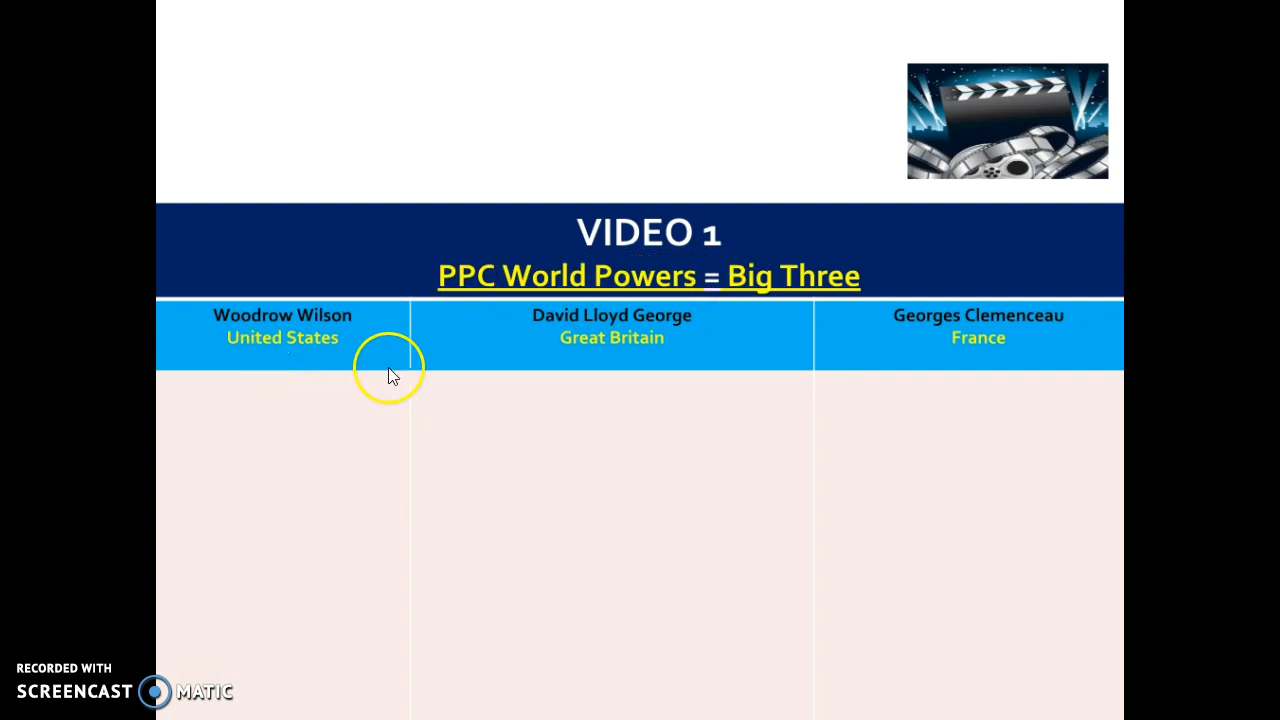 VIDEO 1
PPC World Powers = Big Three
Woodrow Wilson
United States
David Lloyd George
Great Britain
Georges Clemenceau
France
RECORDED WITH
SCREENCAST MATIC